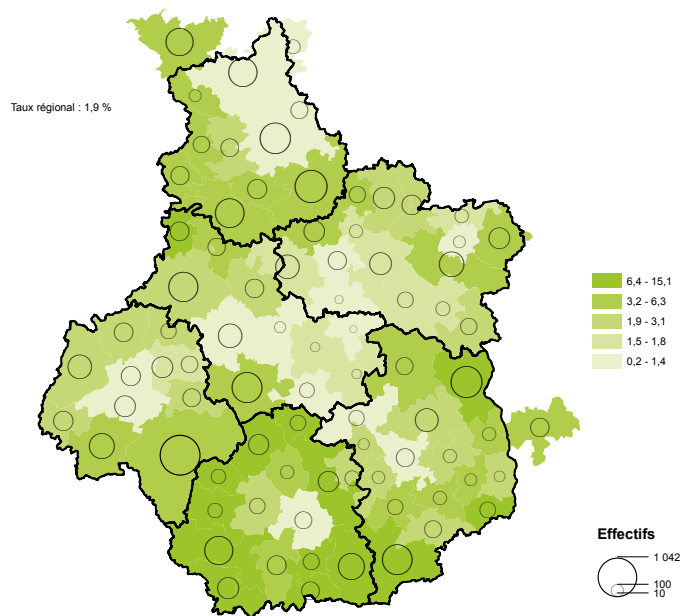 Taux régional : 1,9 %
6,4 - 15,1
3,2 - 6,3
1,9 - 3,1
1,5 - 1,8
0,2 - 1,4
Effectifs
1 042
100
10